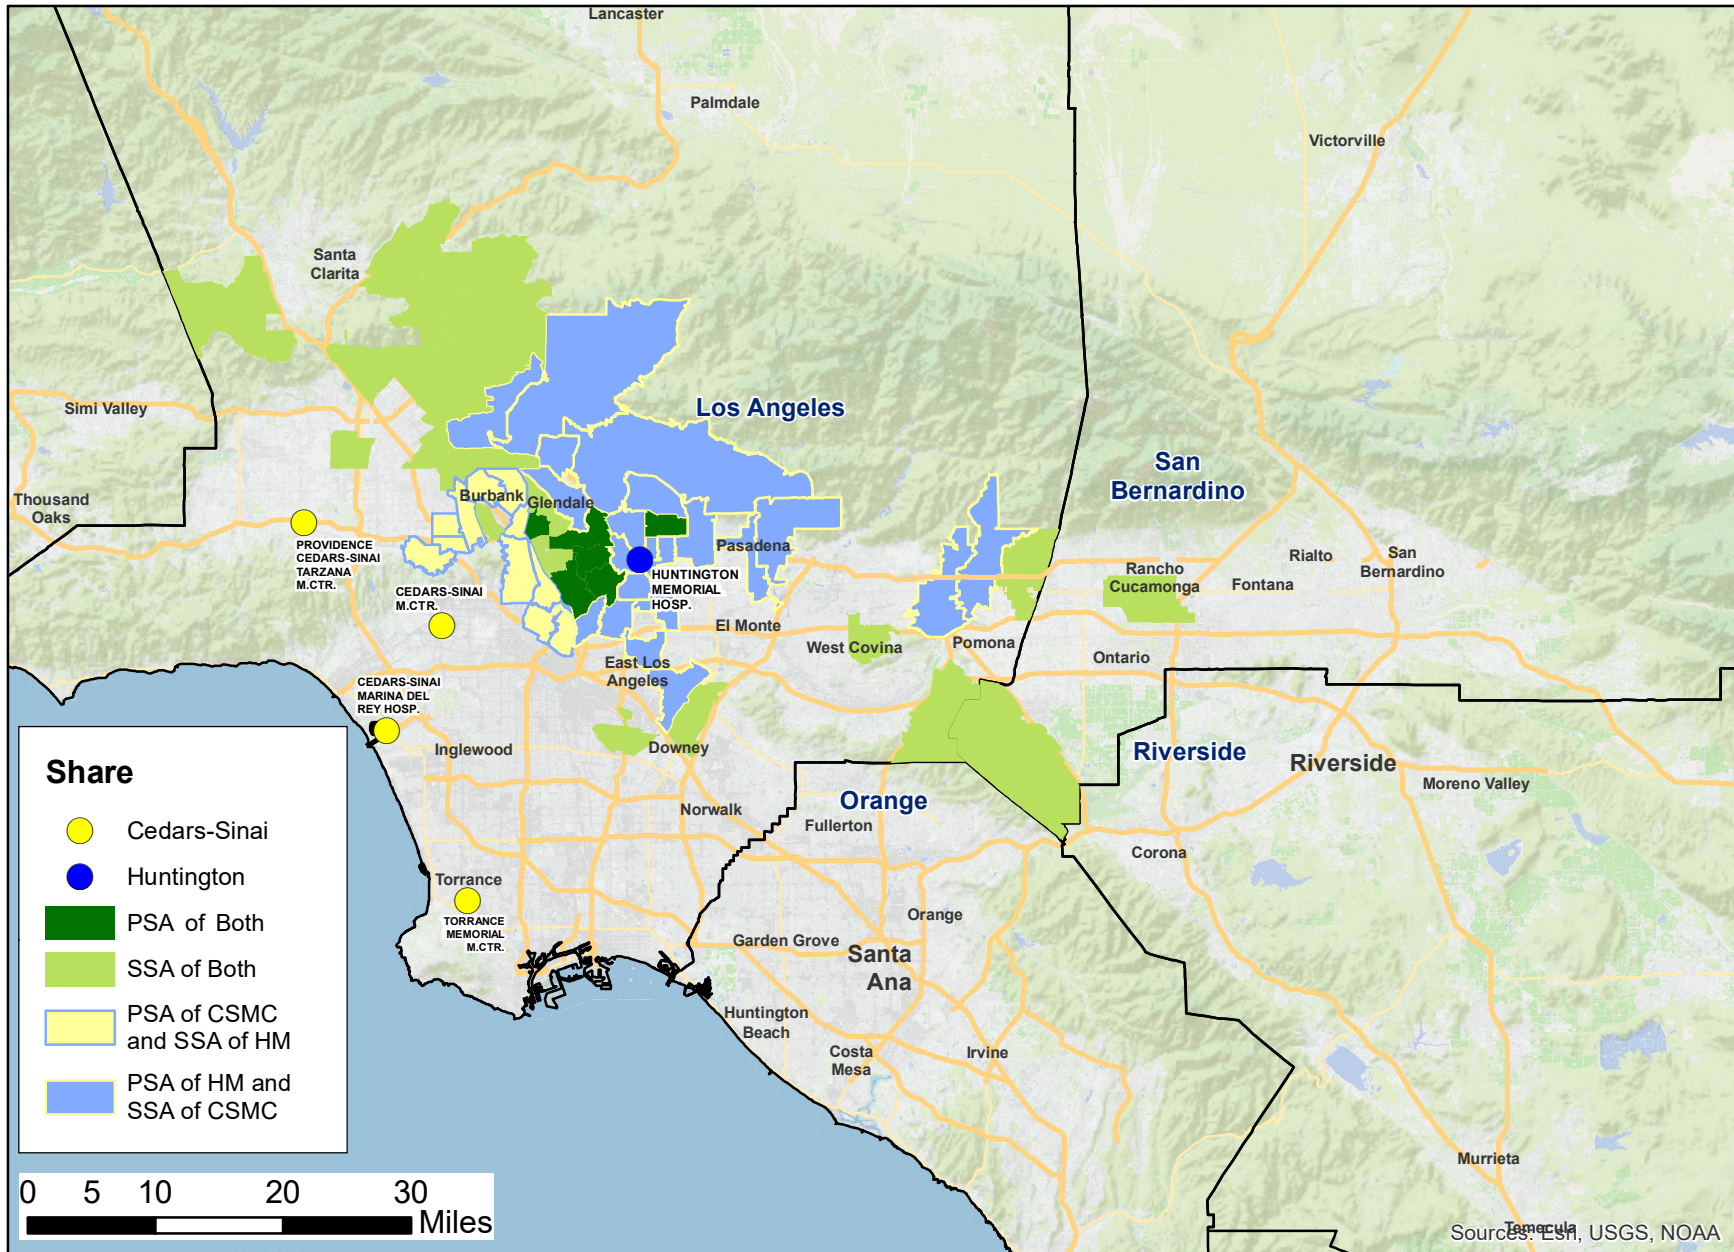 Lancaster
Palmdale
Victorville
Santa
Clarita
Simi Valley
Los Angeles
San
Bernardino
Thousand
Oaks
Burbank
Glendale
Pasadena
PROVIDENCE
CEDARS-SINAI
TARZANA
M.CTR.
CEDARS-SINAI
M.CTR.
HUNTINGTON
MEMORIAL
HOSP.
Rancho
Cucamonga
Rialto
Fontana
San
Bernardino
El Monte
West Covina
Pomona
Ontario
East Los
Angeles
CEDARS-SINAI
MARINA DEL
REY HOSP.
Inglewood
Downey
Riverside
Riverside
Moreno Valley
Orange
Norwalk
Fullerton
Corona
Torrance
TORRANCE
MEMORIAL
M.CTR.
Orange
Garden Grove
Santa
Ana
Huntington
Beach
Costa
Mesa
Irvine
Murrieta
Temecula
Share
Cedars-Sinai
Huntington
PSA of Both
SSA of Both
PSA of CSMC
and SSA of HM
PSA of HM and
SSA of CSMC
0 5 10 20 30
Miles
Sources: Esri, USGS, NOAA